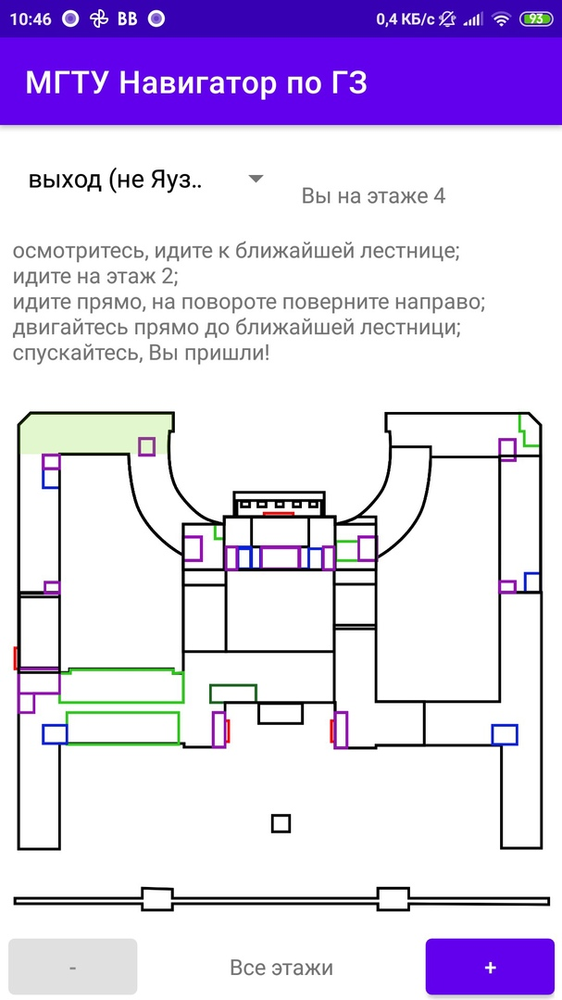 10:46 BB 0,4 КБ/с 93
МГТУ Навигатор по ГЗ
выход (не Яуз..
Вы на этаже 4
осмотритесь, идите к ближайшей лестнице;
идите на этаж 2;
идите прямо, на повороте поверните направо;
двигайтесь прямо до ближайшей лестници;
спускайтесь, Вы пришли!
- Все этажи +